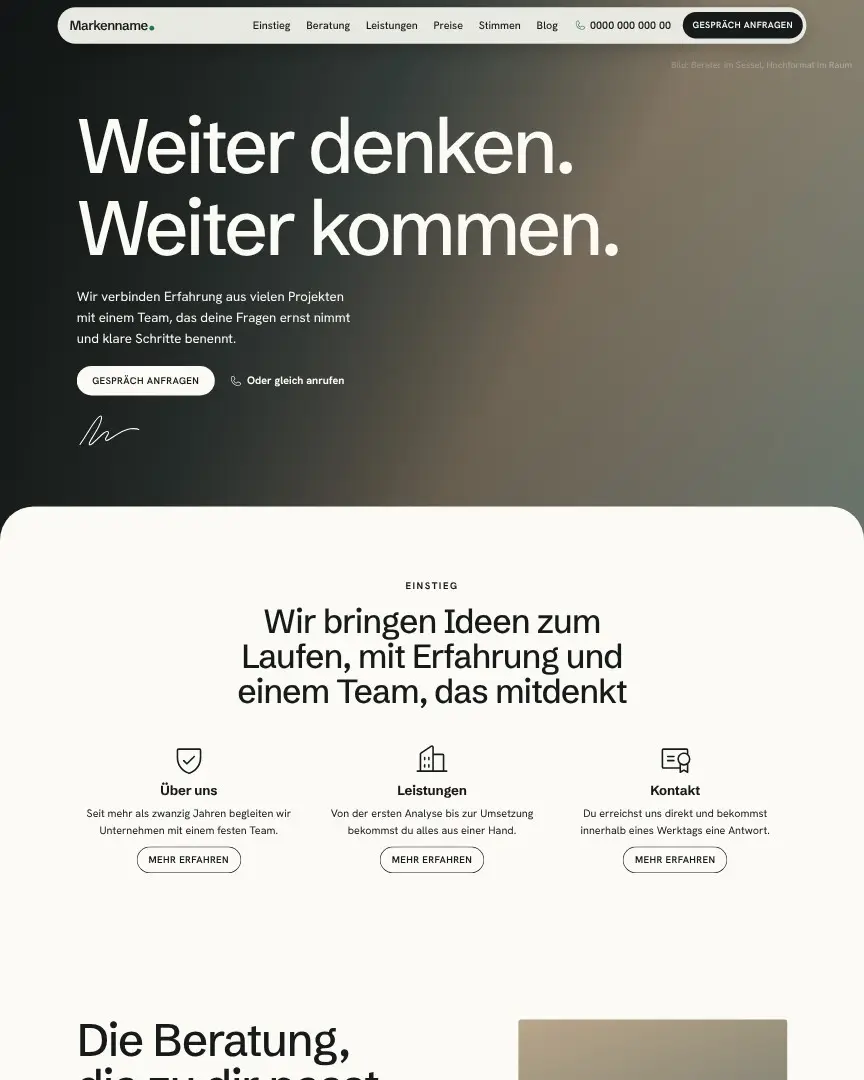 Markenname.
Einstieg Beratung Leistungen Preise Stimmen Blog 0000 000 000 00 GESPRÄCH ANFRAGEN
Bild: Berater im Sessel, Hochformat im Raum
Weiter denken.
Weiter kommen.
Wir verbinden Erfahrung aus vielen Projekten
mit einem Team, das deine Fragen ernst nimmt
und klare Schritte benennt.
GESPRÄCH ANFRAGEN Oder gleich anrufen
EINSTIEG
Wir bringen Ideen zum
Laufen, mit Erfahrung und
einem Team, das mitdenkt
Über uns
Seit mehr als zwanzig Jahren begleiten wir
Unternehmen mit einem festen Team.
MEHR ERFAHREN
Leistungen
Von der ersten Analyse bis zur Umsetzung
bekommst du alles aus einer Hand.
MEHR ERFAHREN
Kontakt
Du erreichst uns direkt und bekommst
innerhalb eines Werktags eine Antwort.
MEHR ERFAHREN
Die Beratung,
die zu dir passt